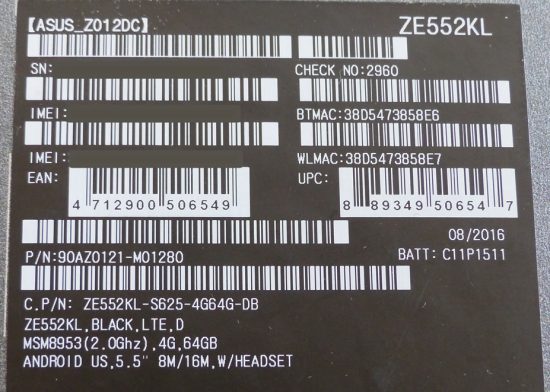 【ASUS_Z012DC】 ZE552KL
SN:
CHECK NO:2960
IMEI:
BTMAC:38D5473858E6
IMEI:
WLMAC:38D5473858E7
EAN:
4 712900 506549
UPC:
8 89349 50654 7
08/2016
P/N:90AZ0121-M01280
BATT: C11P1511
C.P/N: ZE552KL-S625-4G64G-DB
ZE552KL,BLACK,LTE,D
MSM8953(2.0Ghz),4G,64GB
ANDROID US,5.5" 8M/16M,W/HEADSET